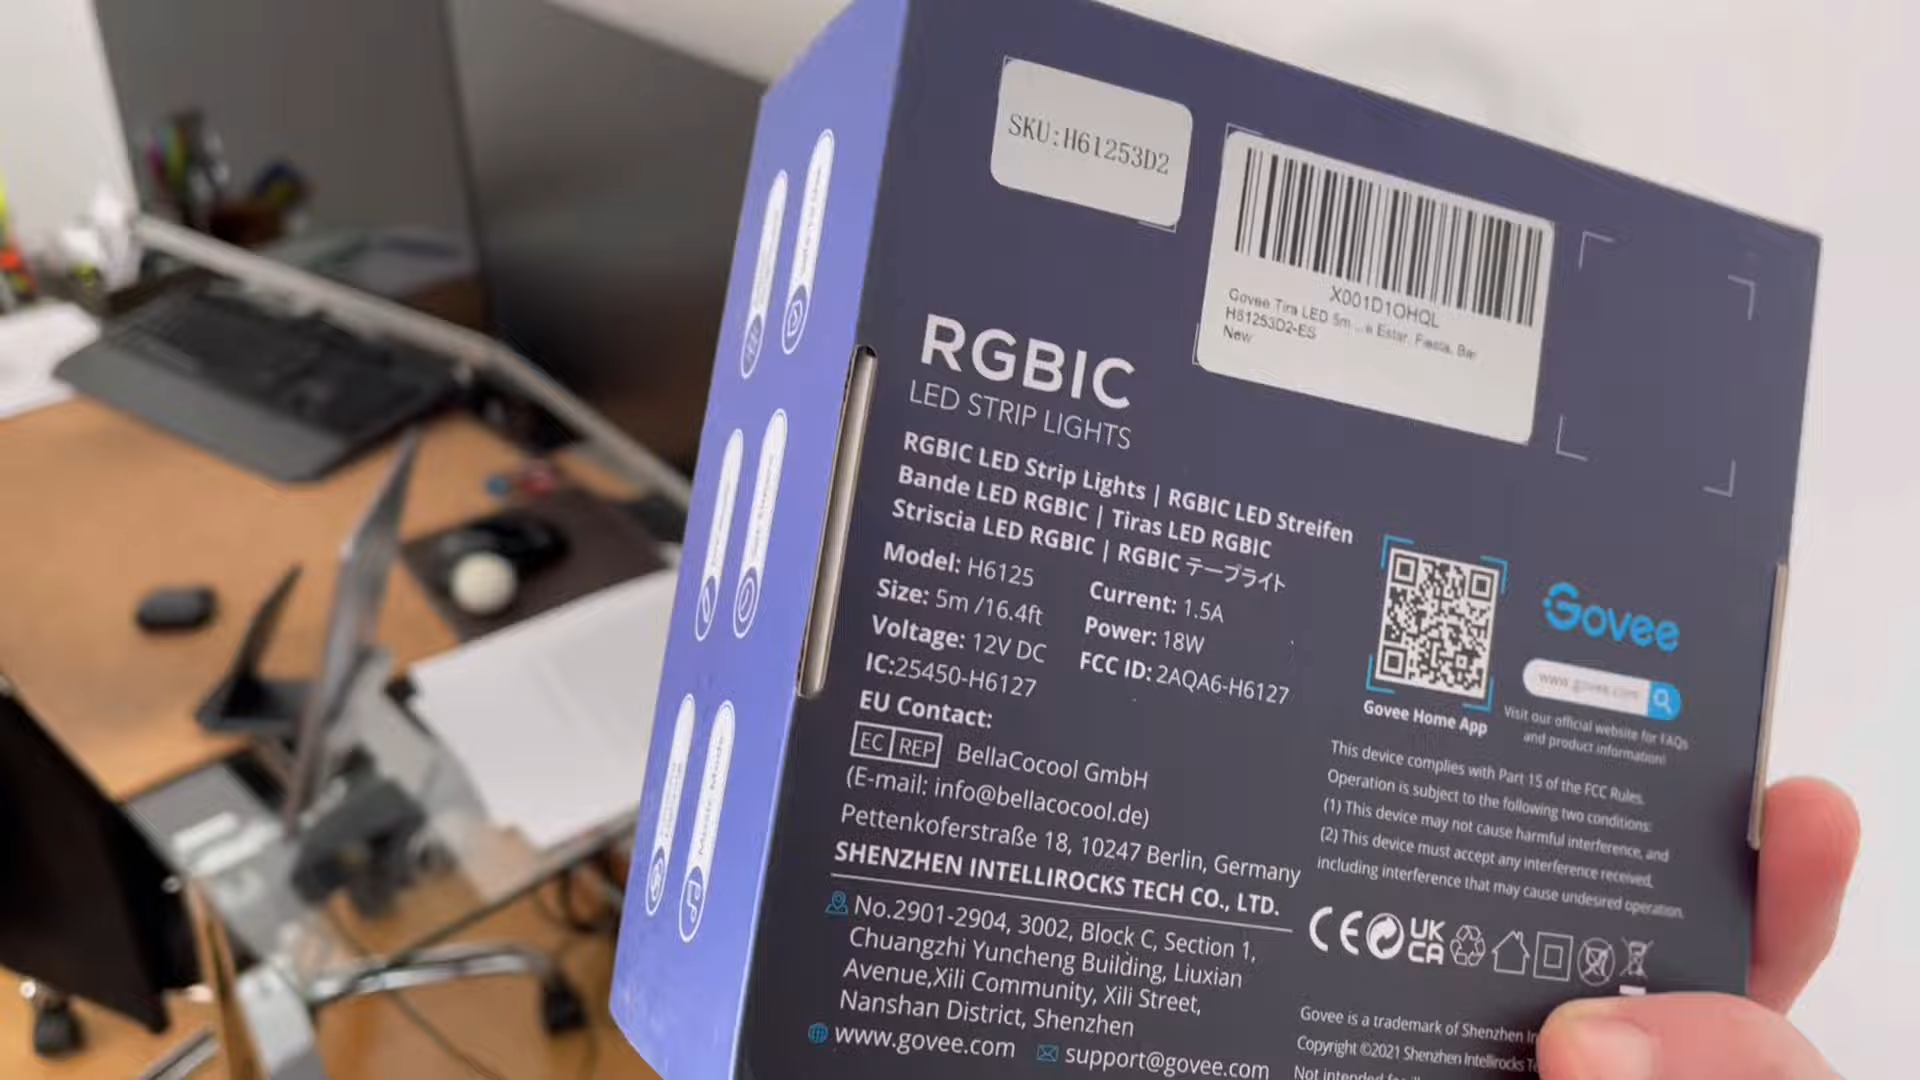 SKU:H61253D2
X001D1OHQL
Govee Tira LED 5m ... e Estar, Fiesta, Bar
H61253D2-ES
New
RGBIC
LED STRIP LIGHTS
RGBIC LED Strip Lights | RGBIC LED Streifen
Bande LED RGBIC | Tiras LED RGBIC
Striscia LED RGBIC | RGBIC テープライト
Model: H6125
Size: 5m /16.4ft
Voltage: 12V DC
IC:25450-H6127
Current: 1.5A
Power: 18W
FCC ID: 2AQA6-H6127
EU Contact:
EC REP BellaCocool GmbH
(E-mail: info@bellacocool.de)
Pettenkoferstraße 18, 10247 Berlin, Germany
SHENZHEN INTELLIROCKS TECH CO., LTD.
No.2901-2904, 3002, Block C, Section 1,
Chuangzhi Yuncheng Building, Liuxian
Avenue,Xili Community, Xili Street,
Nanshan District, Shenzhen
www.govee.com
support@govee.com
Govee Home App
Govee
www.govee.com
Visit our official website for FAQs
and product information!
This device complies with Part 15 of the FCC Rules.
Operation is subject to the following two conditions:
(1) This device may not cause harmful interference, and
(2) This device must accept any interference received,
including interference that may cause undesired operation.
CE
UK
CA
Govee is a trademark of Shenzhen
Copyright ©2021 Shenzhen Intellirocks
Not intended
Music Mode